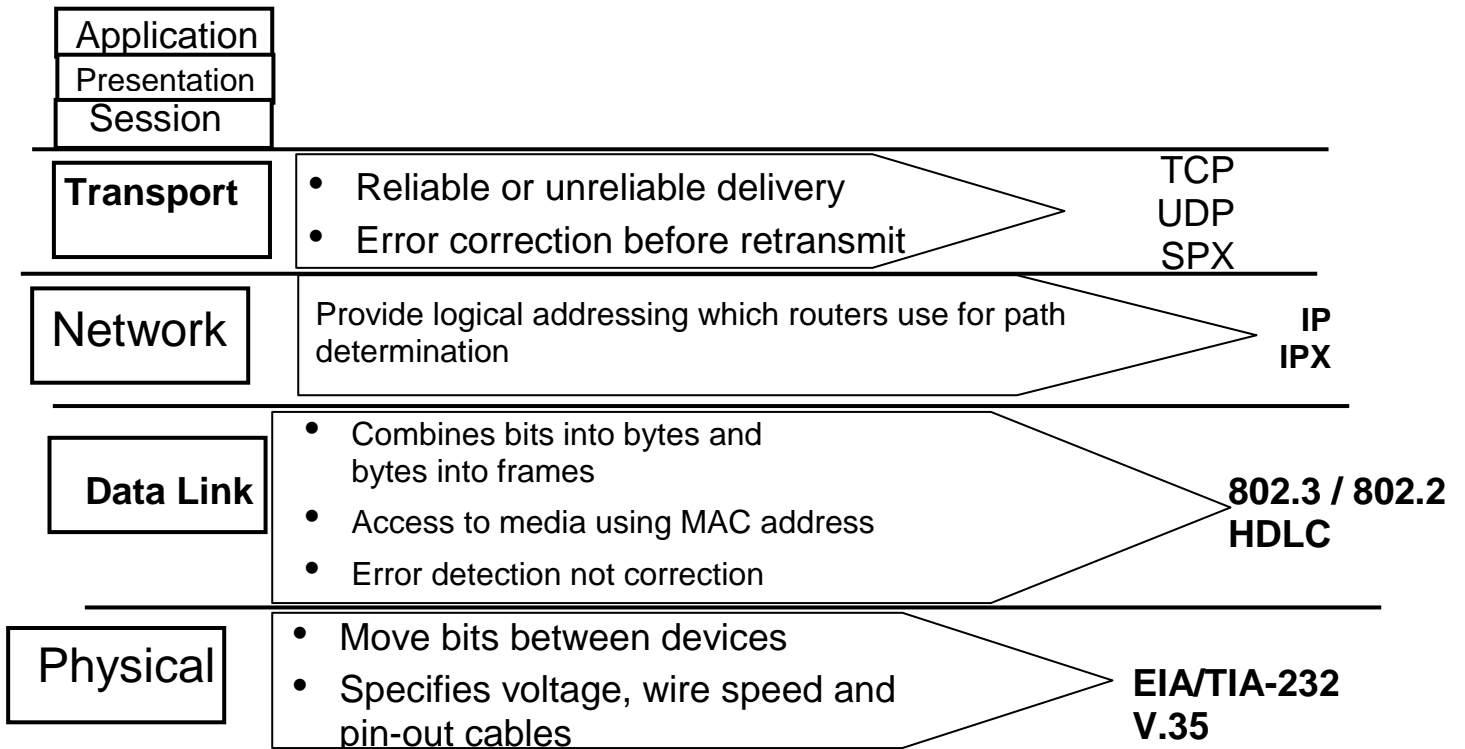 Application
Presentation
Session
Transport
• Reliable or unreliable delivery
• Error correction before retransmit
TCP
UDP
SPX
Network
Provide logical addressing which routers use for path
determination
IP
IPX
Data Link
• Combines bits into bytes and
bytes into frames
• Access to media using MAC address
• Error detection not correction
802.3 / 802.2
HDLC
Physical
• Move bits between devices
• Specifies voltage, wire speed and
pin-out cables
EIA/TIA-232
V.35